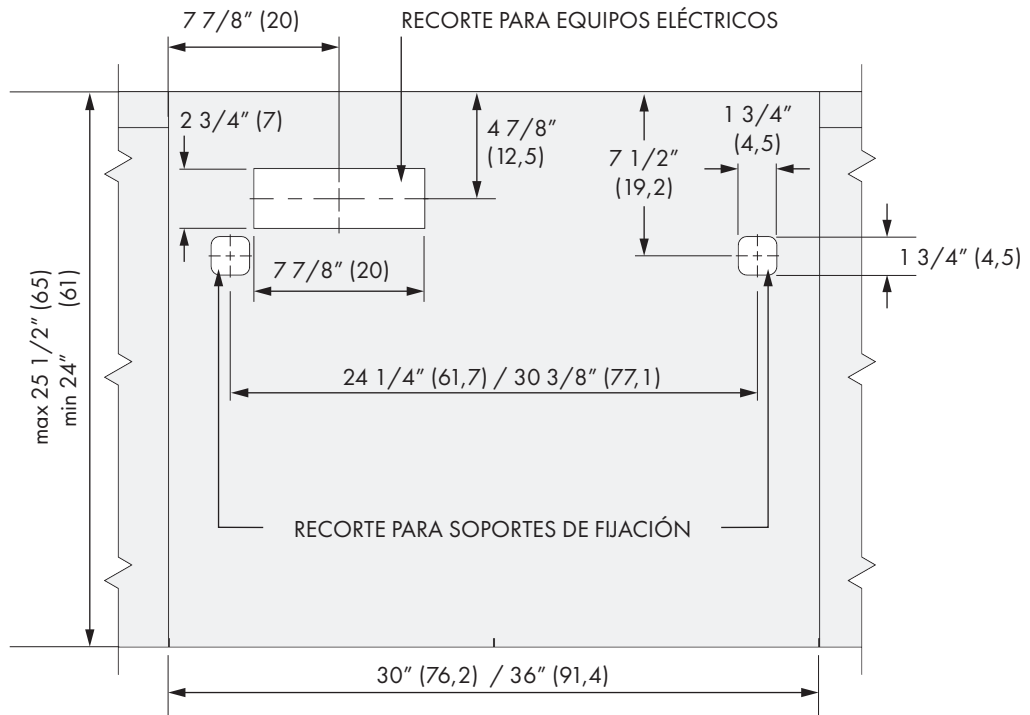 7 7/8” (20)
RECORTE PARA EQUIPOS ELÉCTRICOS
2 3/4” (7)
4 7/8”
(12,5)
7 1/2”
(19,2)
1 3/4”
(4,5)
1 3/4” (4,5)
7 7/8” (20)
max 25 1/2” (65)
min 24” (61)
24 1/4” (61,7) / 30 3/8” (77,1)
RECORTE PARA SOPORTES DE FIJACIÓN
30” (76,2) / 36” (91,4)